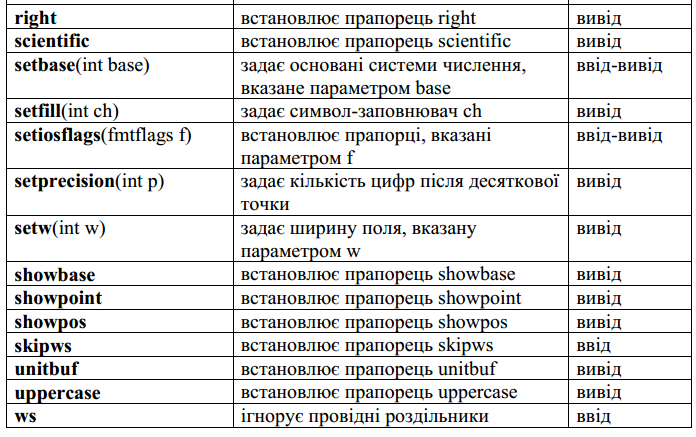 right встановлює прапорець right вивід
scientific встановлює прапорець scientific вивід
setbase(int base) задає основані системи числення, ввід-вивід
вказане параметром base
setfill(int ch) задає символ-заповнювач ch вивід
setiosflags(fmtflags f) встановлює прапорці, вказані ввід-вивід
параметром f
setprecision(int p) задає кількість цифр після десяткової вивід
точки
setw(int w) задає ширину поля, вказану вивід
параметром w
showbase встановлює прапорець showbase вивід
showpoint встановлює прапорець showpoint вивід
showpos встановлює прапорець showpos вивід
skipws встановлює прапорець skipws ввід
unitbuf встановлює прапорець unitbuf вивід
uppercase встановлює прапорець uppercase вивід
ws ігнорує провідні роздільники ввід